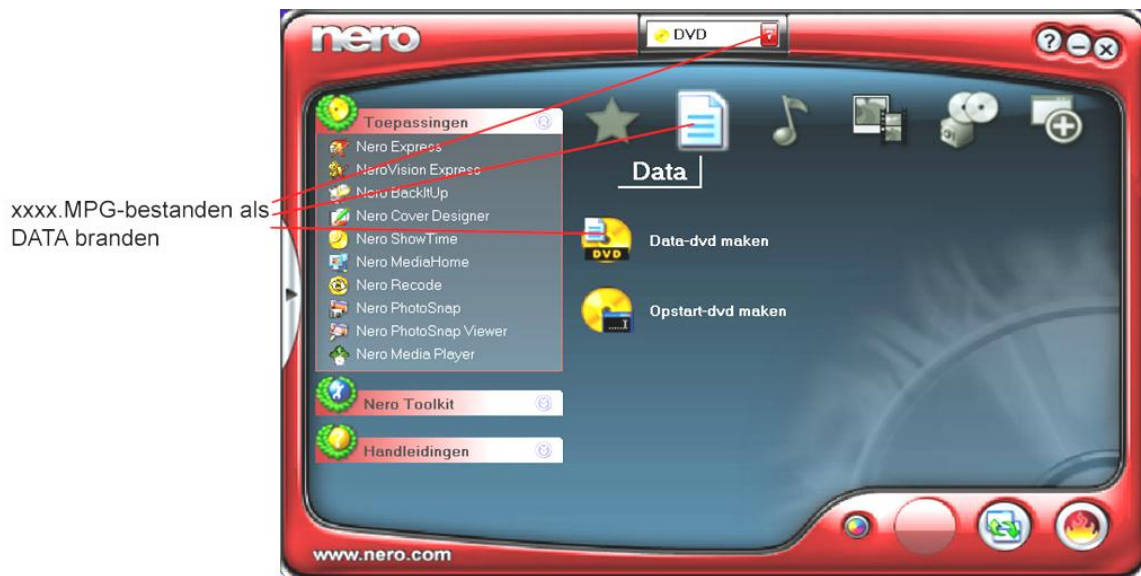 xxxx.MPG-bestanden als
DATA branden
nero
DVD
?
Toepassingen
Nero Express
NeroVision Express
Nero BackItUp
Nero Cover Designer
Nero ShowTime
Nero MediaHome
Nero Recode
Nero PhotoSnap
Nero PhotoSnap Viewer
Nero Media Player
Nero Toolkit
Handleidingen
Data
DVD
Data-dvd maken
Opstart-dvd maken
www.nero.com